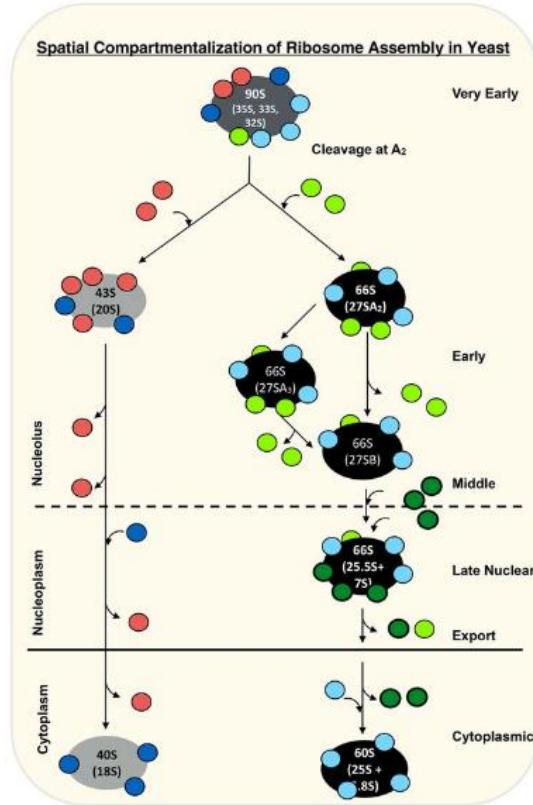 Spatial Compartmentalization of Ribosome Assembly in Yeast
90S
(35S, 33S,
32S)
Very Early
Cleavage at A2
43S
(20S)
66S
(27SA2)
Early
66S
(27SA3)
66S
(27SB)
Nucleolus
Middle
66S
(25.5S+
7S)
Late Nuclear
Nucleoplasm
Export
Cytoplasm
Cytoplasmic
40S
(18S)
60S
(25S +
.8S)